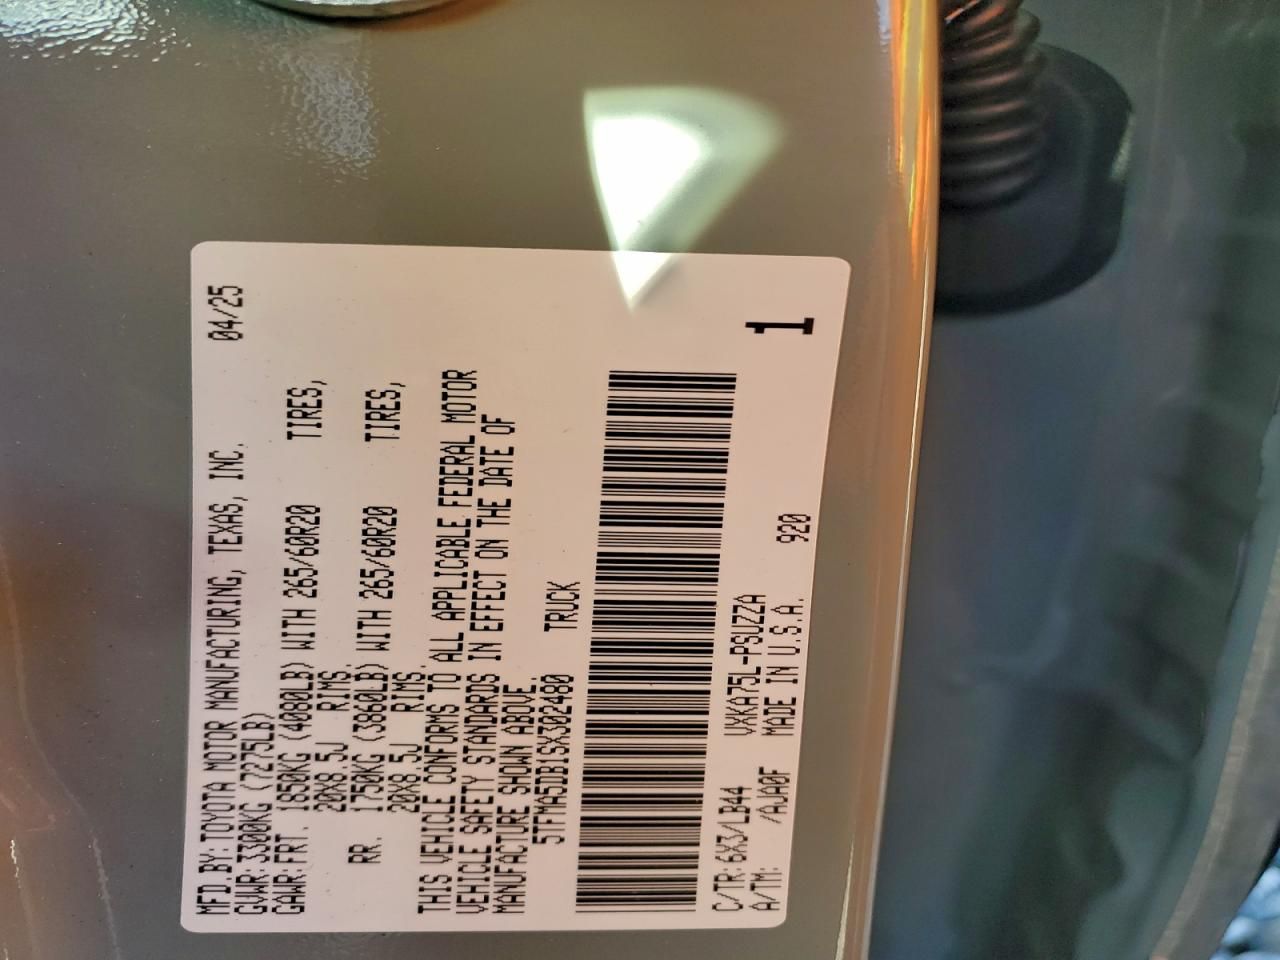 MFD.BY:TOYOTA MOTOR MANUFACTURING, TEXAS, INC. 04/25
GVWR:3300KG (7275LB)
GAWR:FRT. 1850KG (4080LB) WITH 265/60R20 TIRES,
20X8.5J RIMS.
RR. 1750KG (3860LB) WITH 265/60R20 TIRES,
20X8.5J RIMS.
THIS VEHICLE CONFORMS TO ALL APPLICABLE FEDERAL MOTOR
VEHICLE SAFETY STANDARDS IN EFFECT ON THE DATE OF
MANUFACTURE SHOWN ABOVE.
5TFMA5DB1SX302480 TRUCK
1
C/TR:6X3/LB44 VXKA75L-PSUZZA
A/TM: /AJA0F MADE IN U.S.A. 920